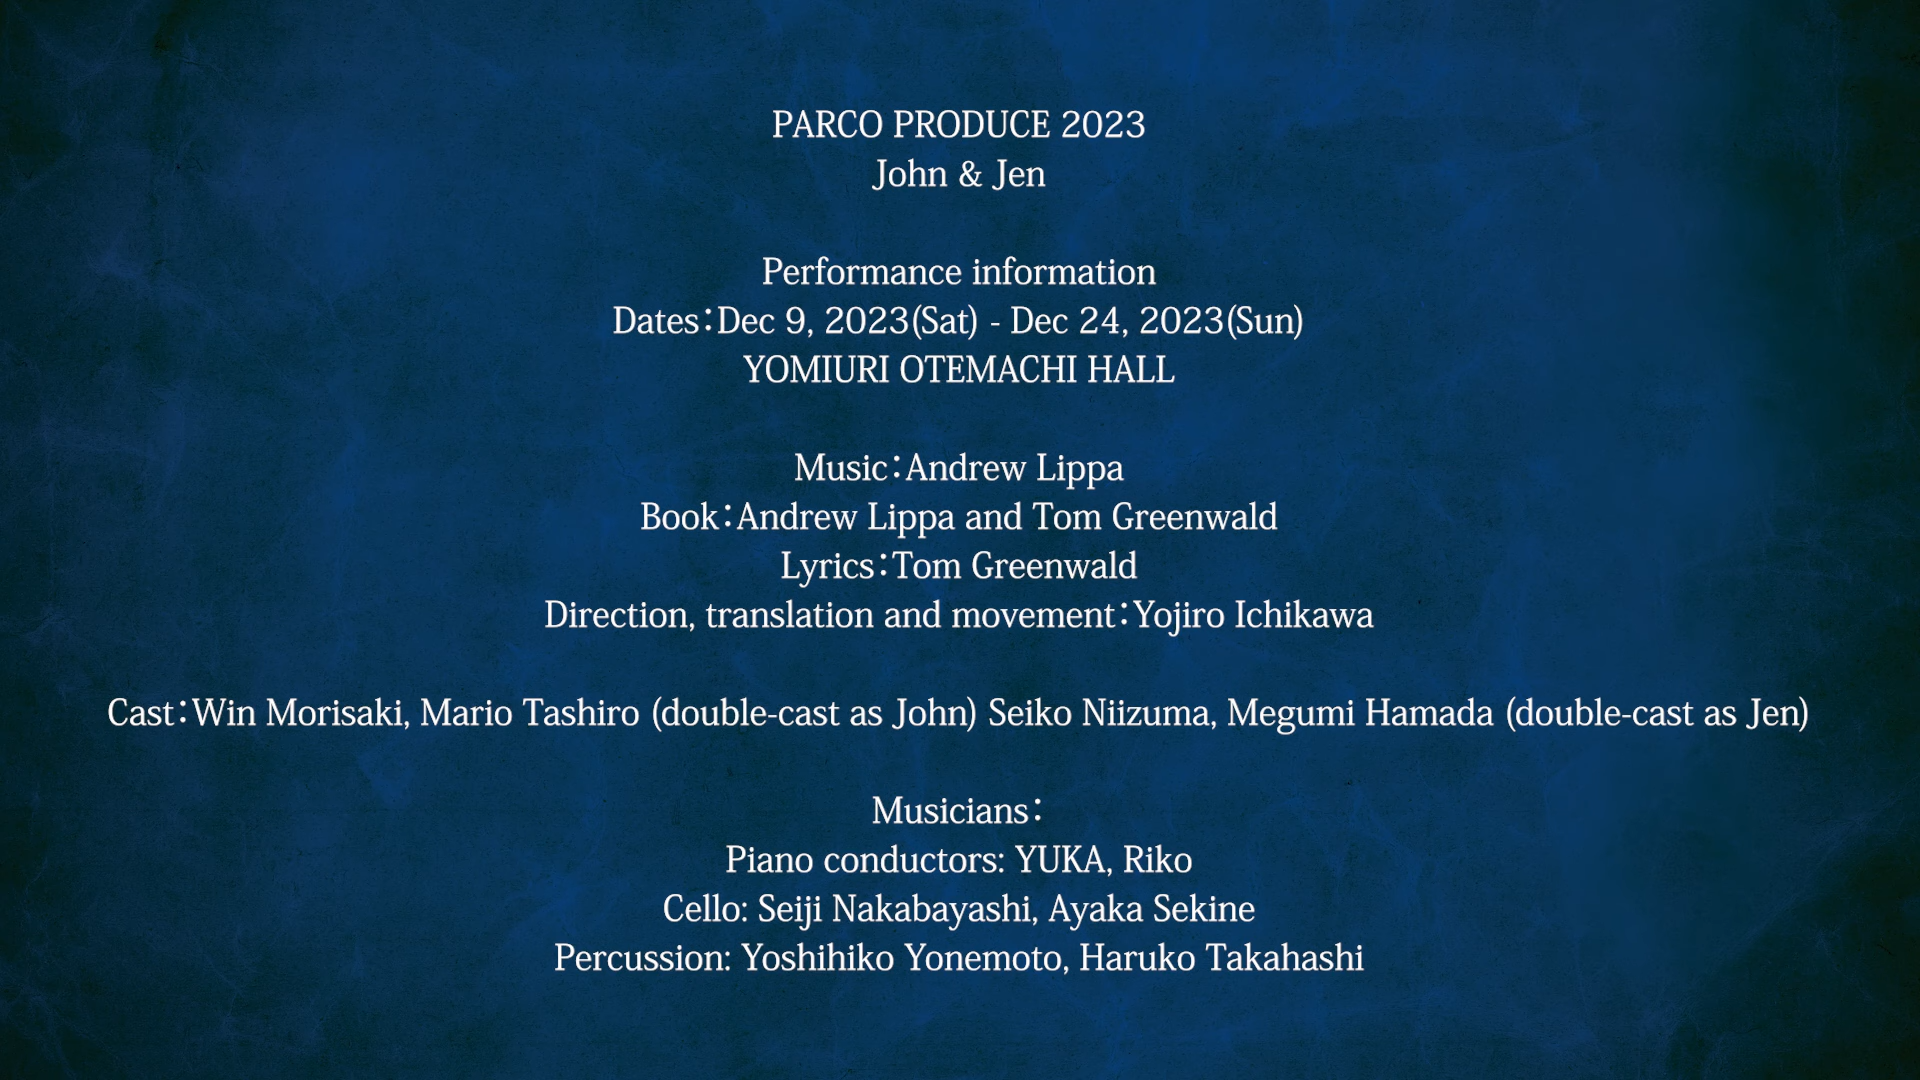 PARCO PRODUCE 2023
John & Jen
Performance information
Dates：Dec 9, 2023(Sat) - Dec 24, 2023(Sun)
YOMIURI OTEMACHI HALL
Music：Andrew Lippa
Book：Andrew Lippa and Tom Greenwald
Lyrics：Tom Greenwald
Direction, translation and movement：Yojiro Ichikawa
Cast：Win Morisaki, Mario Tashiro (double-cast as John) Seiko Niizuma, Megumi Hamada (double-cast as Jen)
Musicians：
Piano conductors: YUKA, Riko
Cello: Seiji Nakabayashi, Ayaka Sekine
Percussion: Yoshihiko Yonemoto, Haruko Takahashi